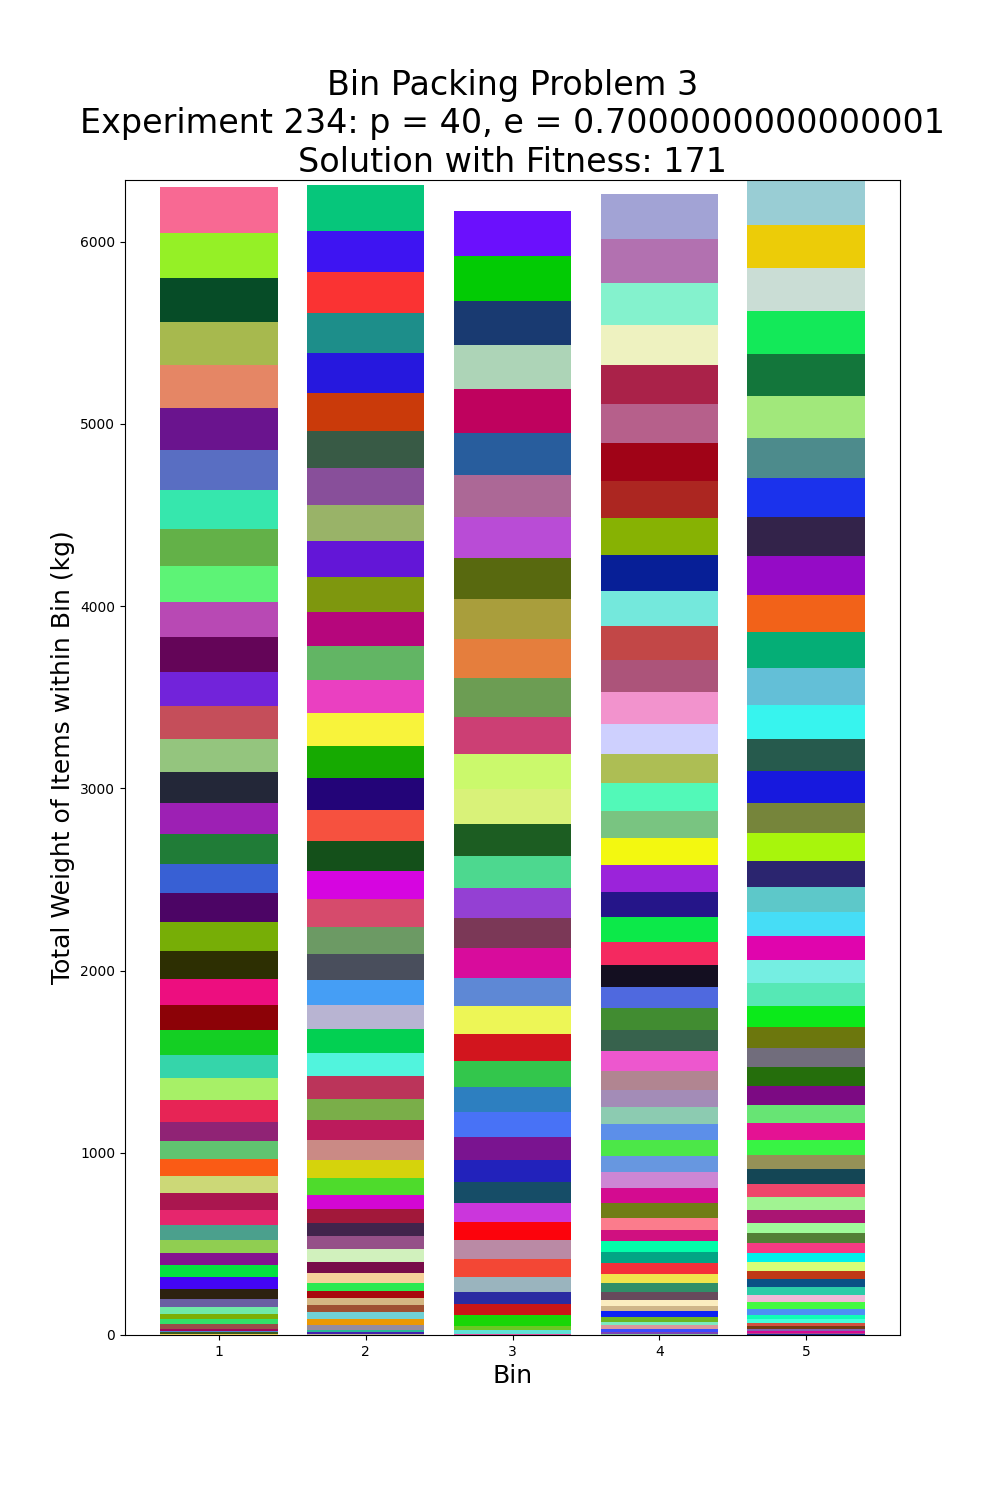 Bin Packing Problem 3
Experiment 234: p = 40, e = 0.7000000000000001
Solution with Fitness: 171
Total Weight of Items within Bin (kg)
6000
5000
4000
3000
2000
1000
0
1 2 3 4 5
Bin